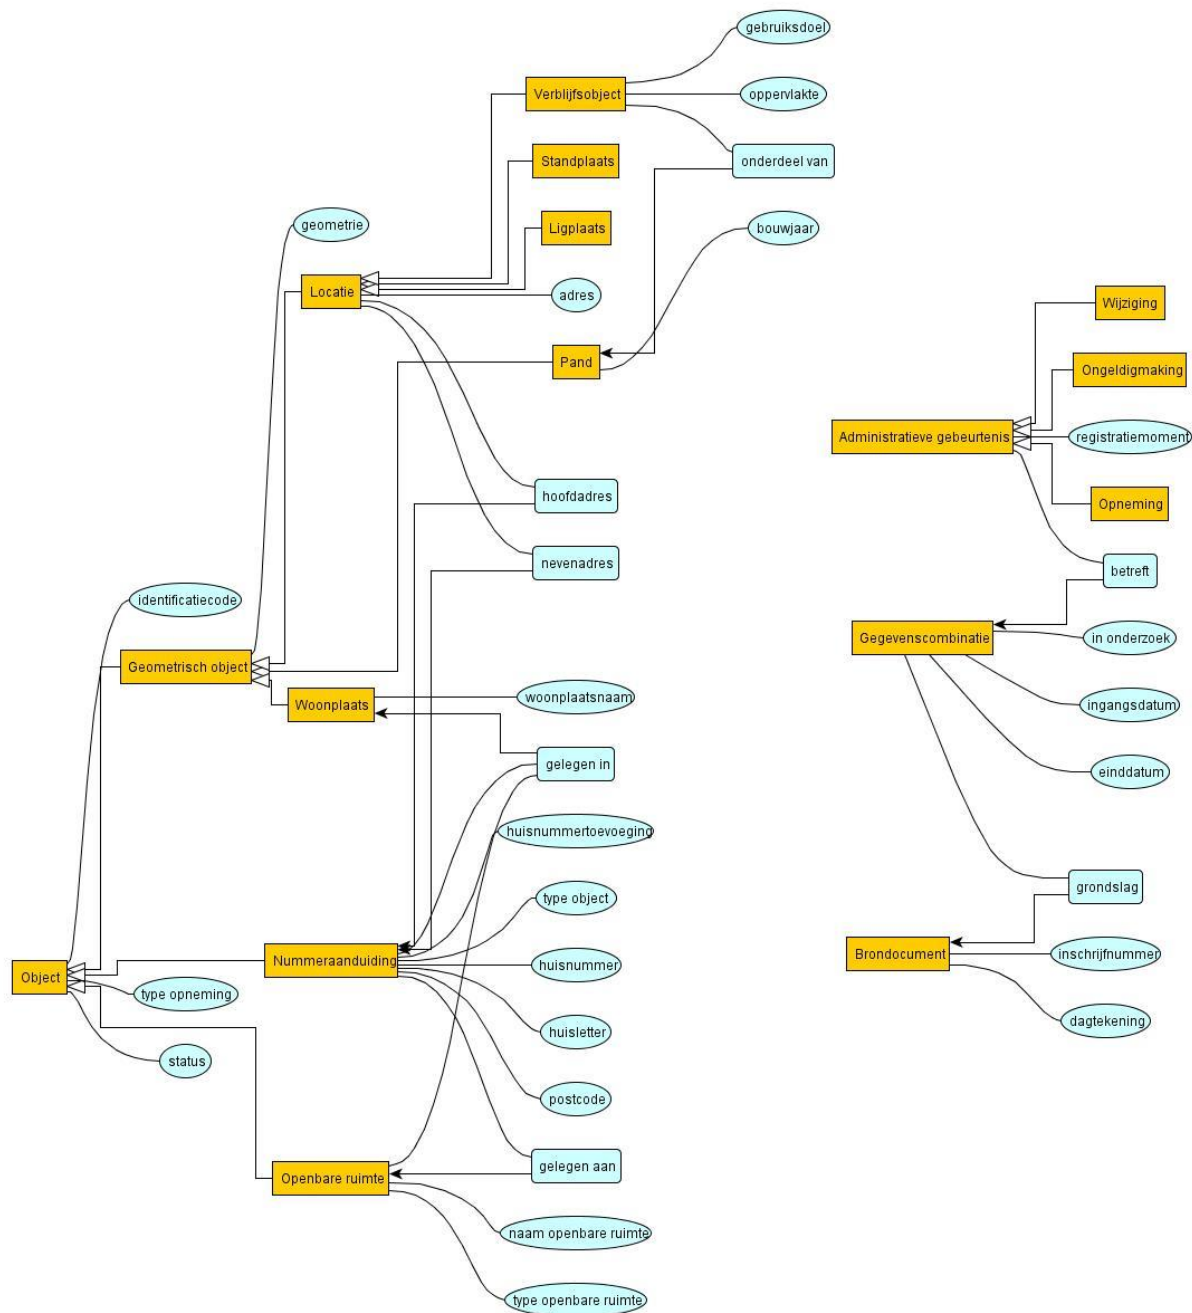 gebruiksdoel
Verblijfsobject
oppervlakte
Standplaats
onderdeel van
geometrie
Ligplaats
bouwjaar
Locatie
adres
Wijziging
Pand
Ongeldigmaking
Administratieve gebeurtenis
registratiemoment
hoofdadres
Opneming
nevenadres
betreft
identificatiecode
Gegevenscombinatie
in onderzoek
Geometrisch object
Woonplaats
woonplaatsnaam
ingangsdatum
gelegen in
einddatum
huisnummertoevoeging
type object
grondslag
Nummeraanduiding
huisnummer
Brondocument
inschrijfnummer
Object
type opneming
huisletter
dagtekening
status
postcode
gelegen aan
Openbare ruimte
naam openbare ruimte
type openbare ruimte